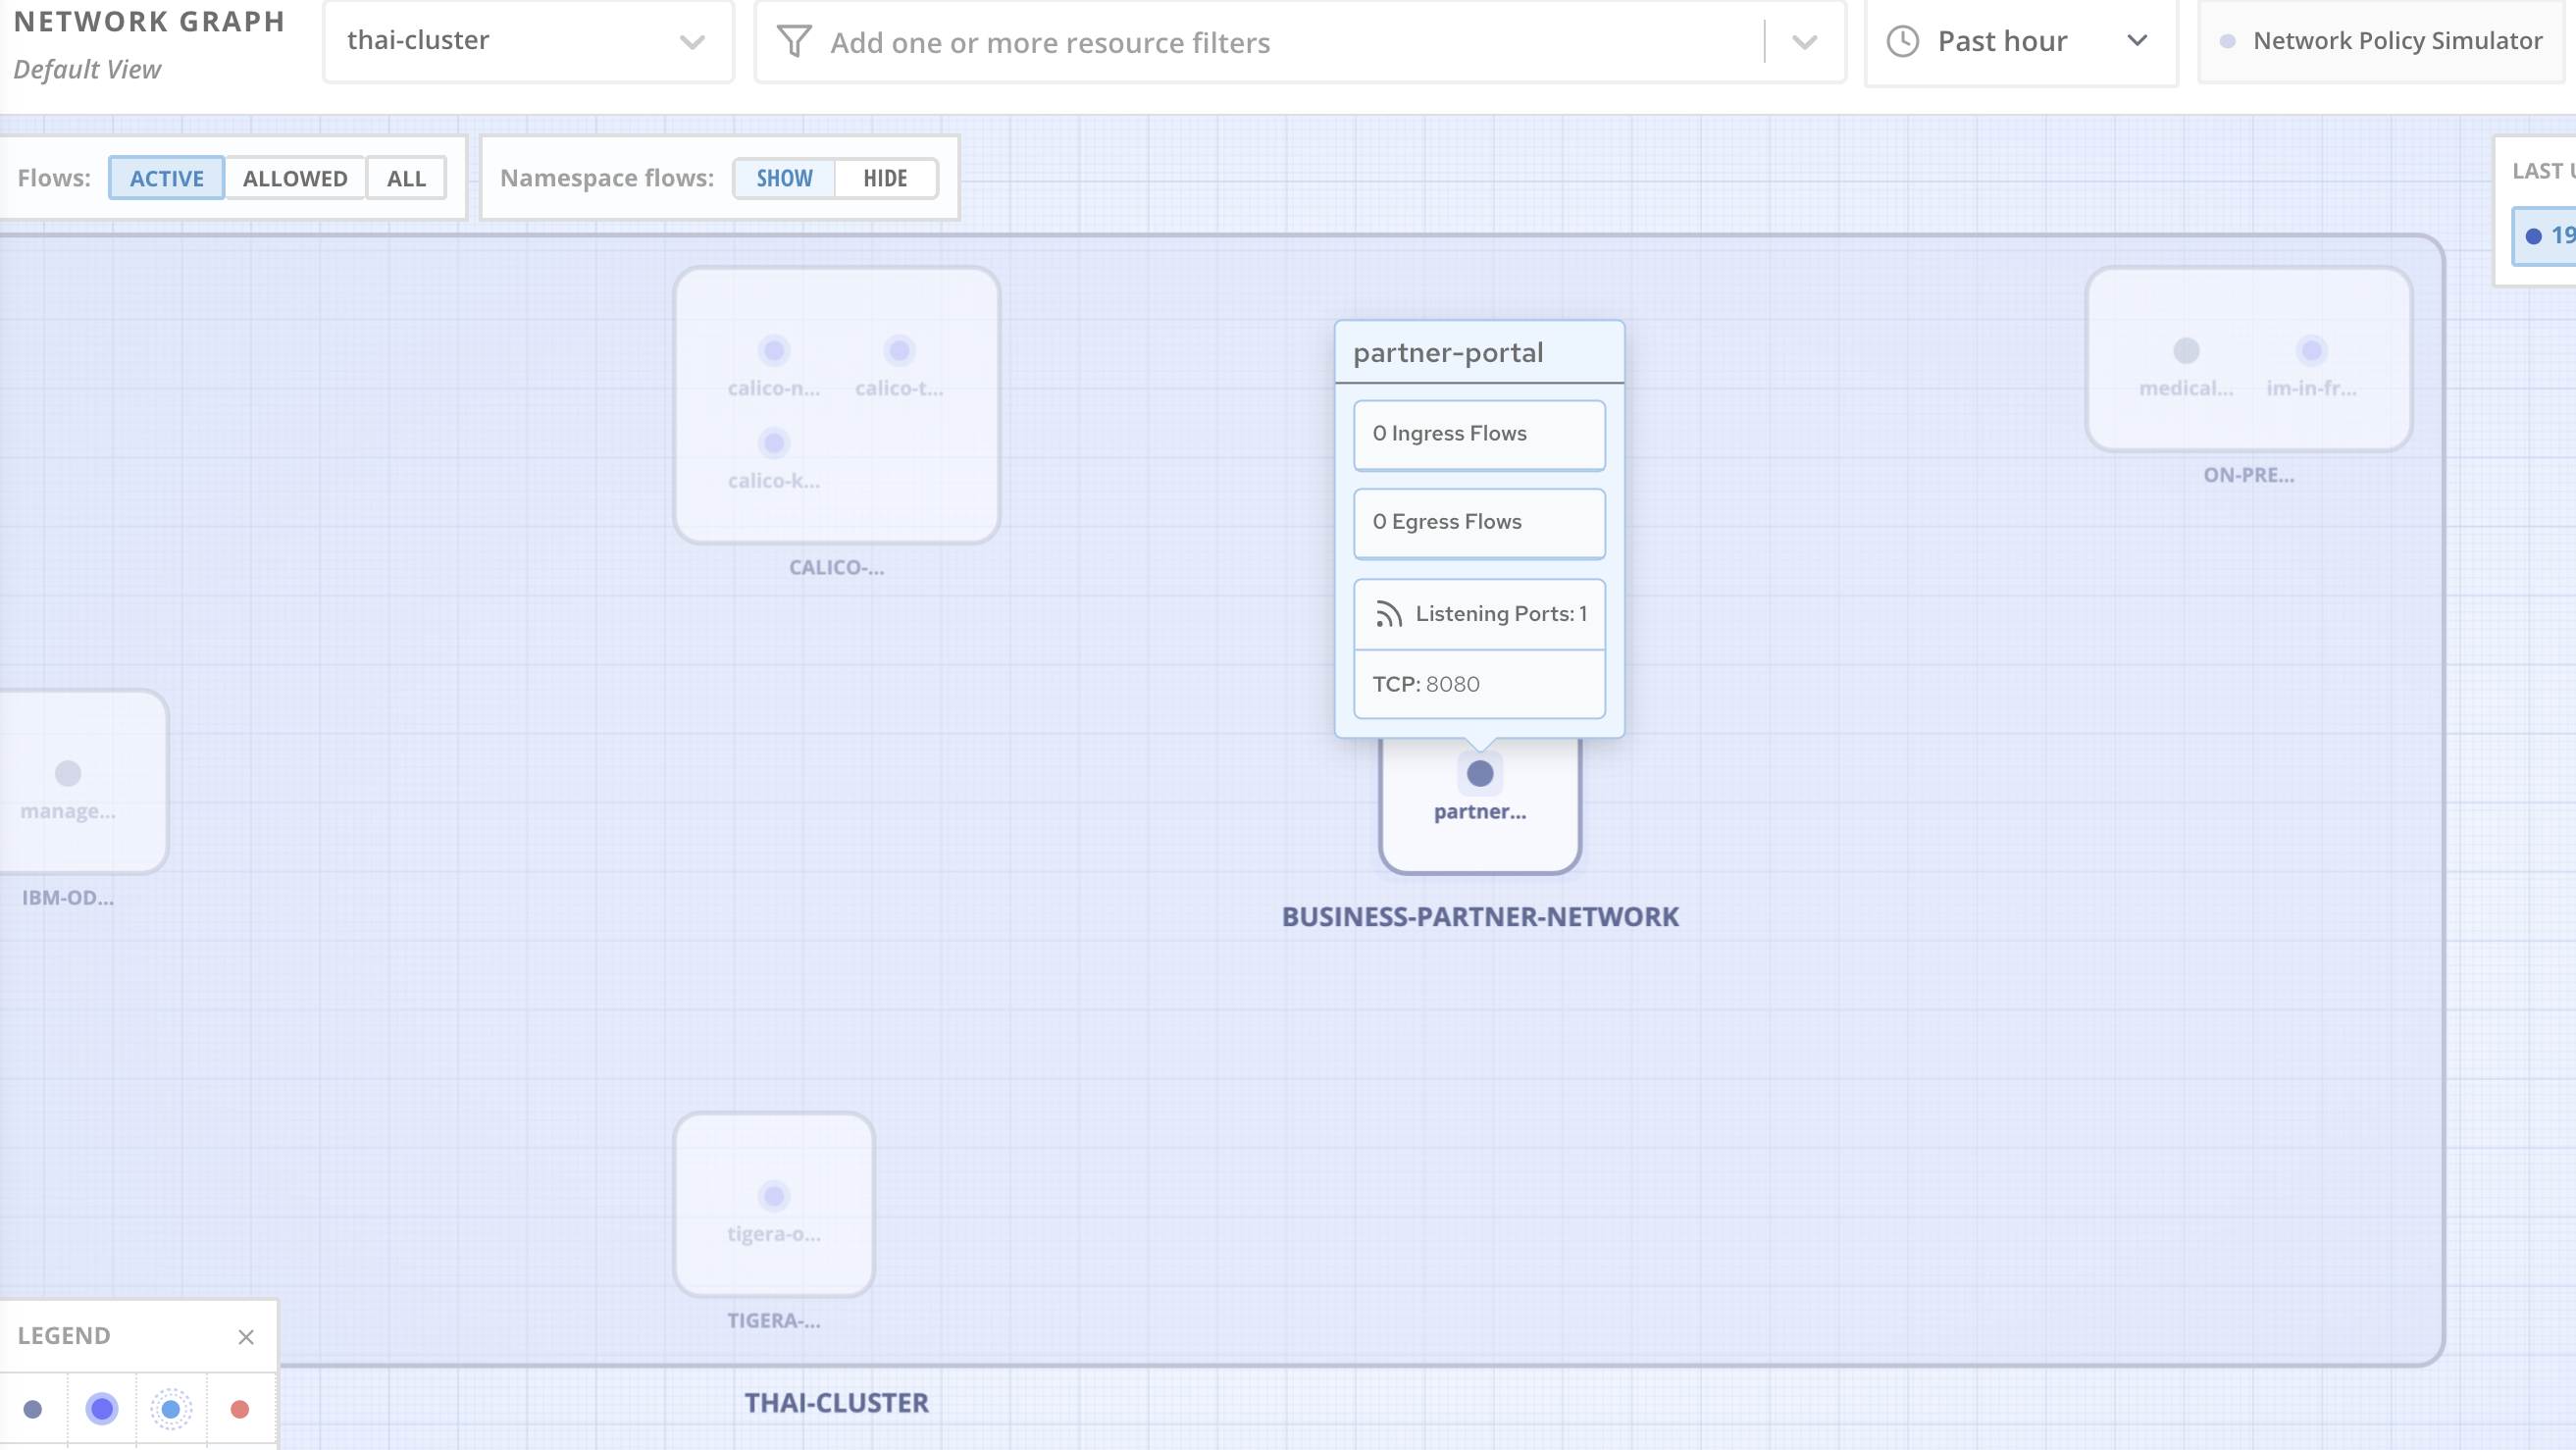 NETWORK GRAPH
Default View
thai-cluster
Add one or more resource filters
Past hour
Network Policy Simulator
Flows:
ACTIVE
ALLOWED
ALL
Namespace flows:
SHOW
HIDE
LAST U
19
calico-n...
calico-t...
calico-k...
CALICO-...
partner-portal
0 Ingress Flows
0 Egress Flows
Listening Ports: 1
TCP: 8080
partner...
BUSINESS-PARTNER-NETWORK
medical...
im-in-fr...
ON-PRE...
manage...
IBM-OD...
tigera-o...
TIGERA-...
LEGEND
THAI-CLUSTER